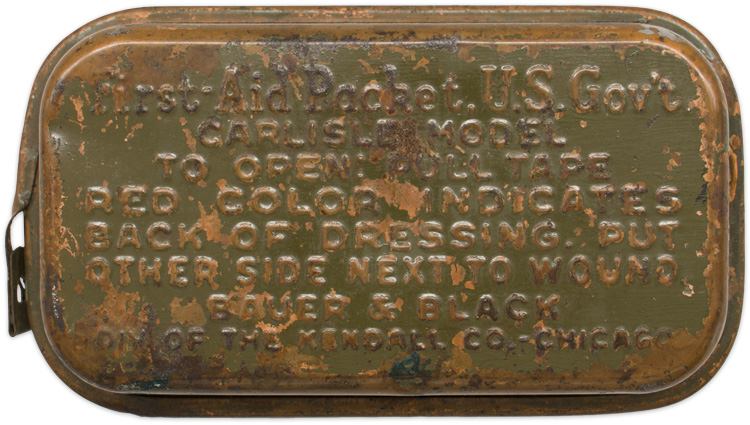 First-Aid Packet, U.S. Gov't.
CARLISLE MODEL
TO OPEN: PULL TAPE
RED COLOR INDICATES
BACK OF DRESSING. PUT
OTHER SIDE NEXT TO WOUND.
BAUER & BLACK
DIV. OF THE KENDALL CO.-CHICAGO